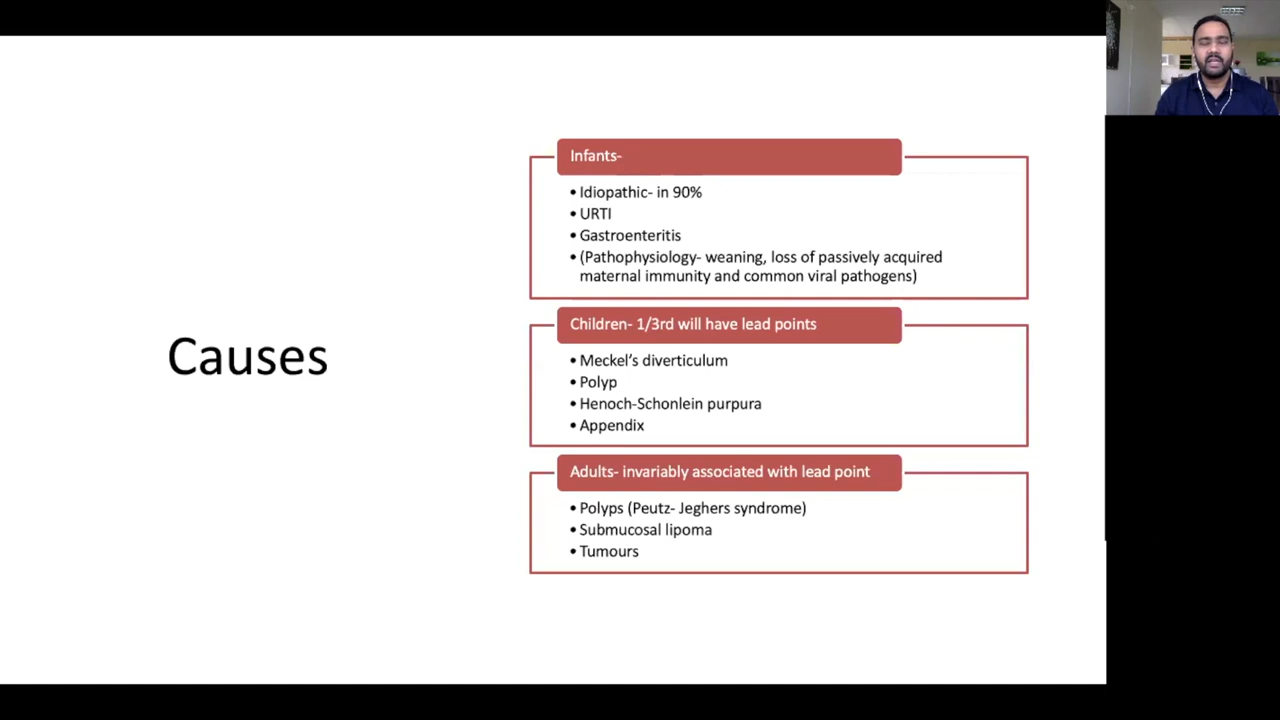 Causes
Infants-
• Idiopathic- in 90%
• URTI
• Gastroenteritis
• (Pathophysiology- weaning, loss of passively acquired
maternal immunity and common viral pathogens)
Children- 1/3rd will have lead points
• Meckel's diverticulum
• Polyp
• Henoch-Schonlein purpura
• Appendix
Adults- invariably associated with lead point
• Polyps (Peutz- Jeghers syndrome)
• Submucosal lipoma
• Tumours